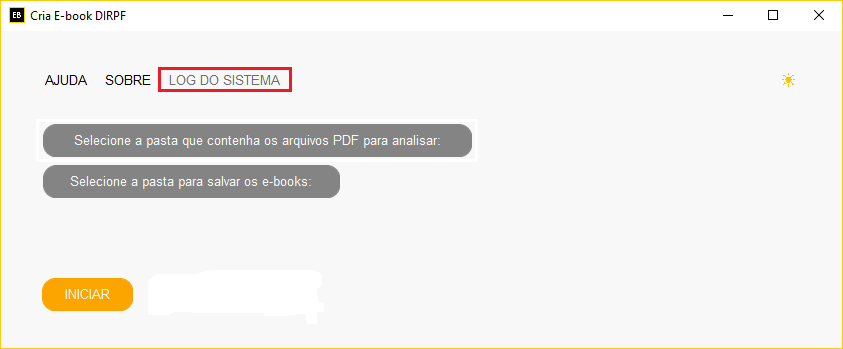 EB Cria E-book DIRPF
AJUDA SOBRE LOG DO SISTEMA
Selecione a pasta que contenha os arquivos PDF para analisar:
Selecione a pasta para salvar os e-books:
INICIAR